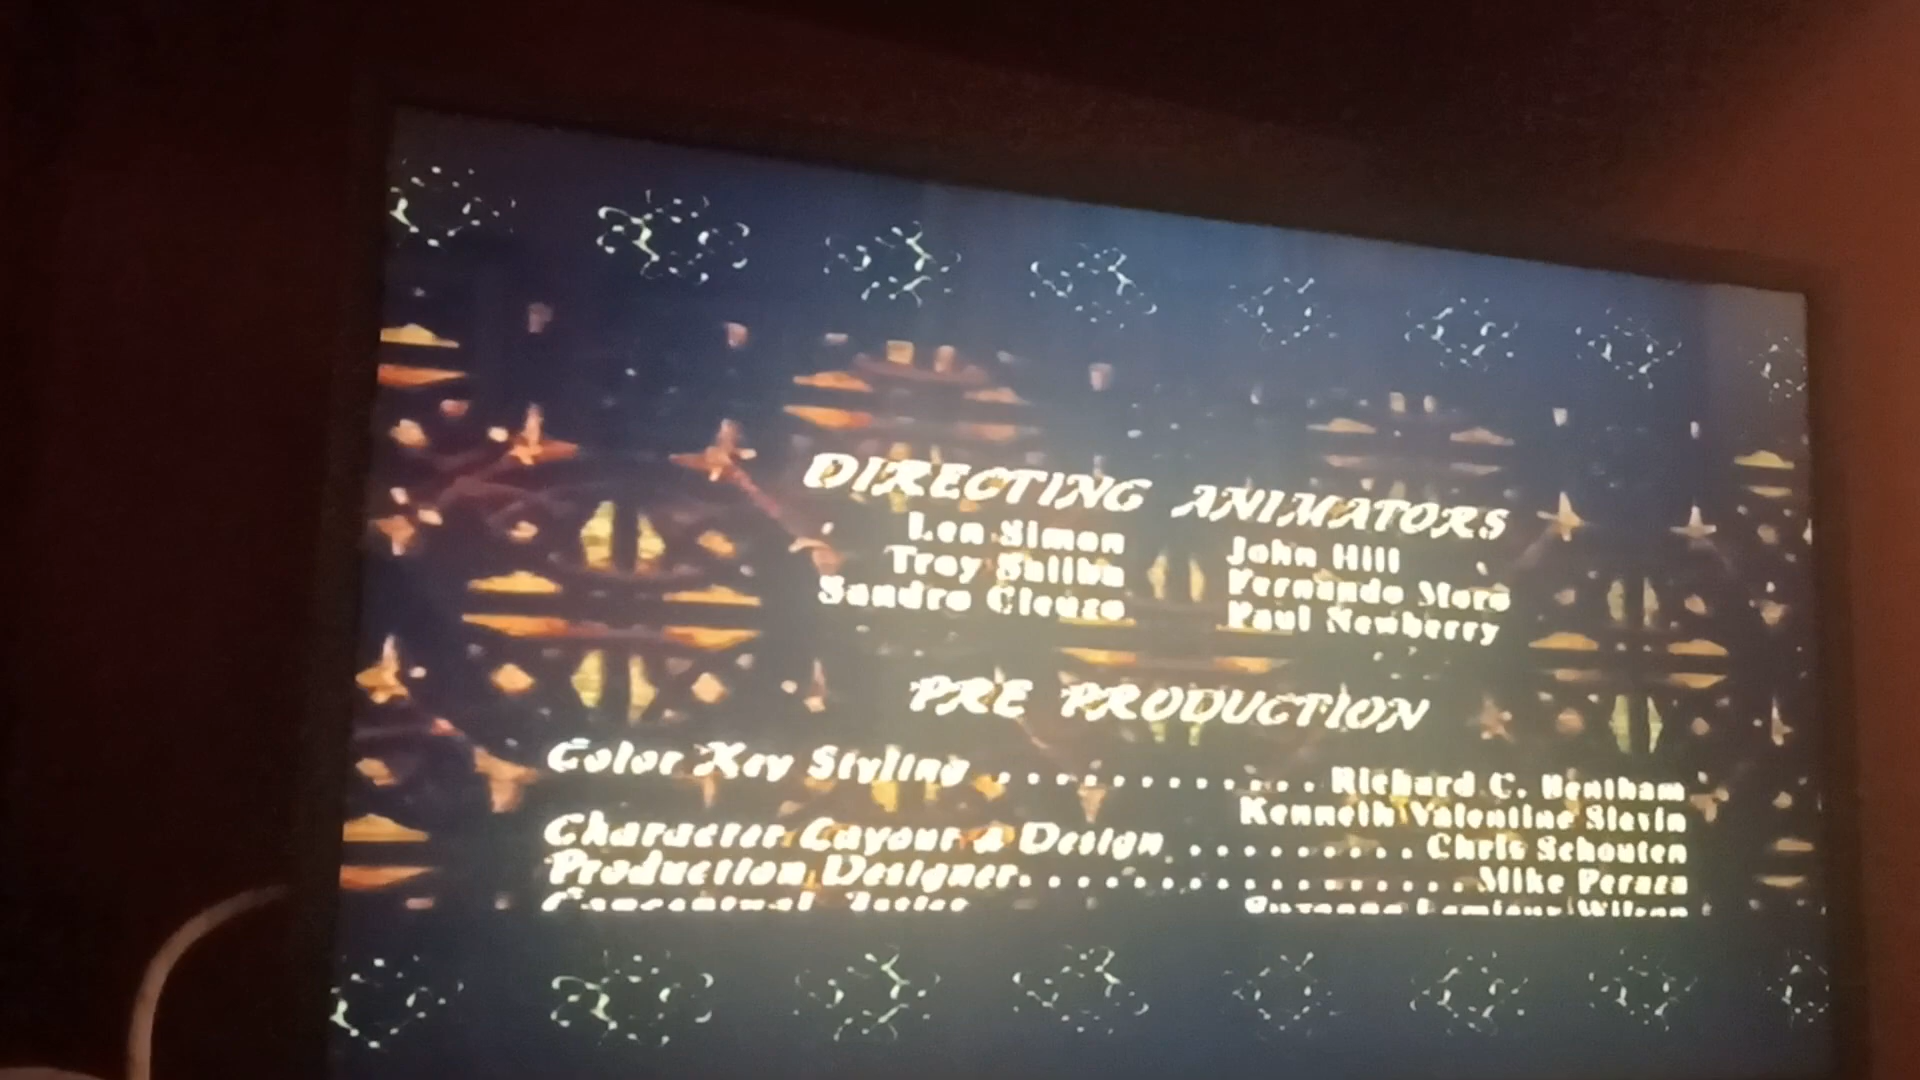 DIRECTING ANIMATORS
Len Simon John Hill
Troy Saliba Fernando Moro
Sandro Cleuzo Paul Newberry
PRE PRODUCTION
Color Key Styling . . . . . . . . . . . . Richard C. Bentham
Kenneth Valentine Slevin
Character Layout & Design . . . . . . . . . Chris Schouten
Production Designer. . . . . . . . . . . . . . . . . Mike Peraza